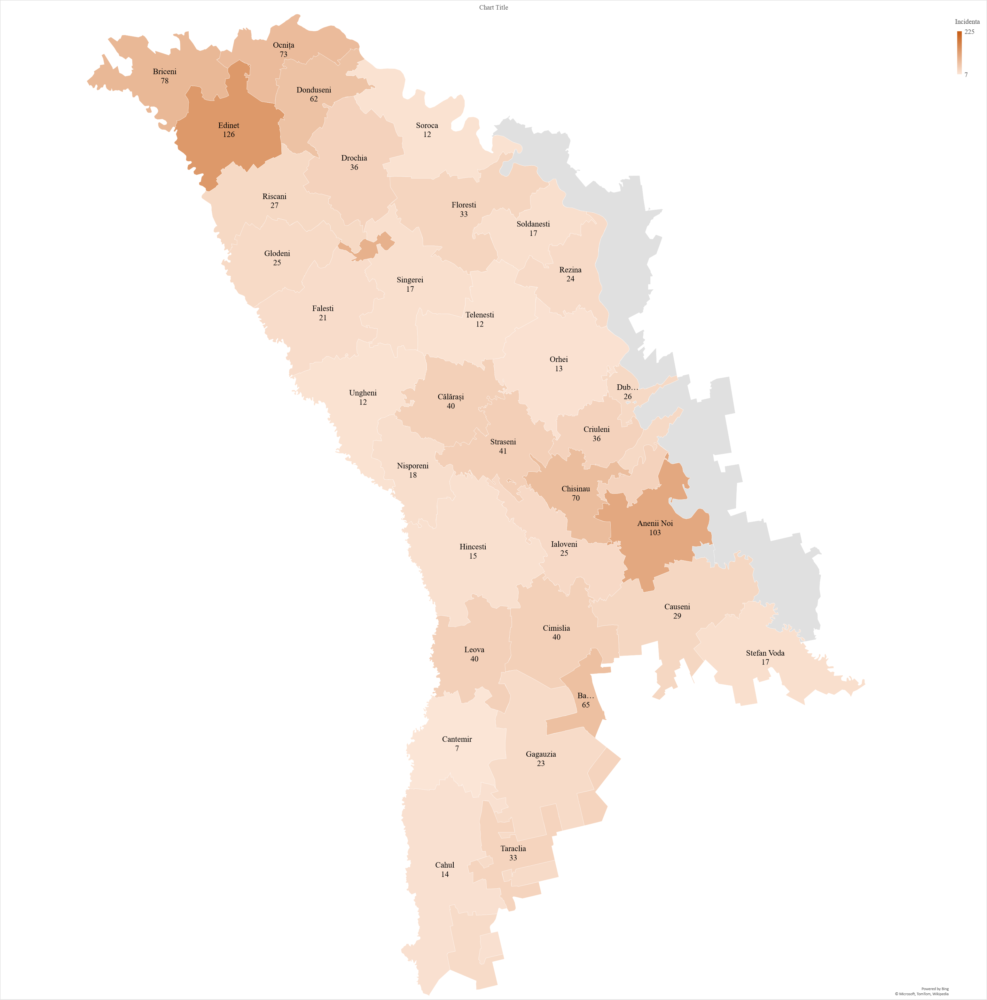 Chart Title
Incidenta
225
7
Ocnița
73
Briceni
78
Donduseni
62
Edinet
126
Soroca
12
Drochia
36
Riscani
27
Floresti
33
Soldanesti
17
Glodeni
25
Rezina
24
Singerei
17
Falesti
21
Telenesti
12
Orhei
13
Dub...
26
Ungheni
12
Călărași
40
Criuleni
36
Straseni
41
Nisporeni
18
Chisinau
70
Anenii Noi
103
Hincesti
15
Ialoveni
25
Causeni
29
Cimislia
40
Leova
40
Stefan Voda
17
Ba...
65
Cantemir
7
Gagauzia
23
Taraclia
33
Cahul
14
Powered by Bing
© Microsoft, TomTom, Wikipedia